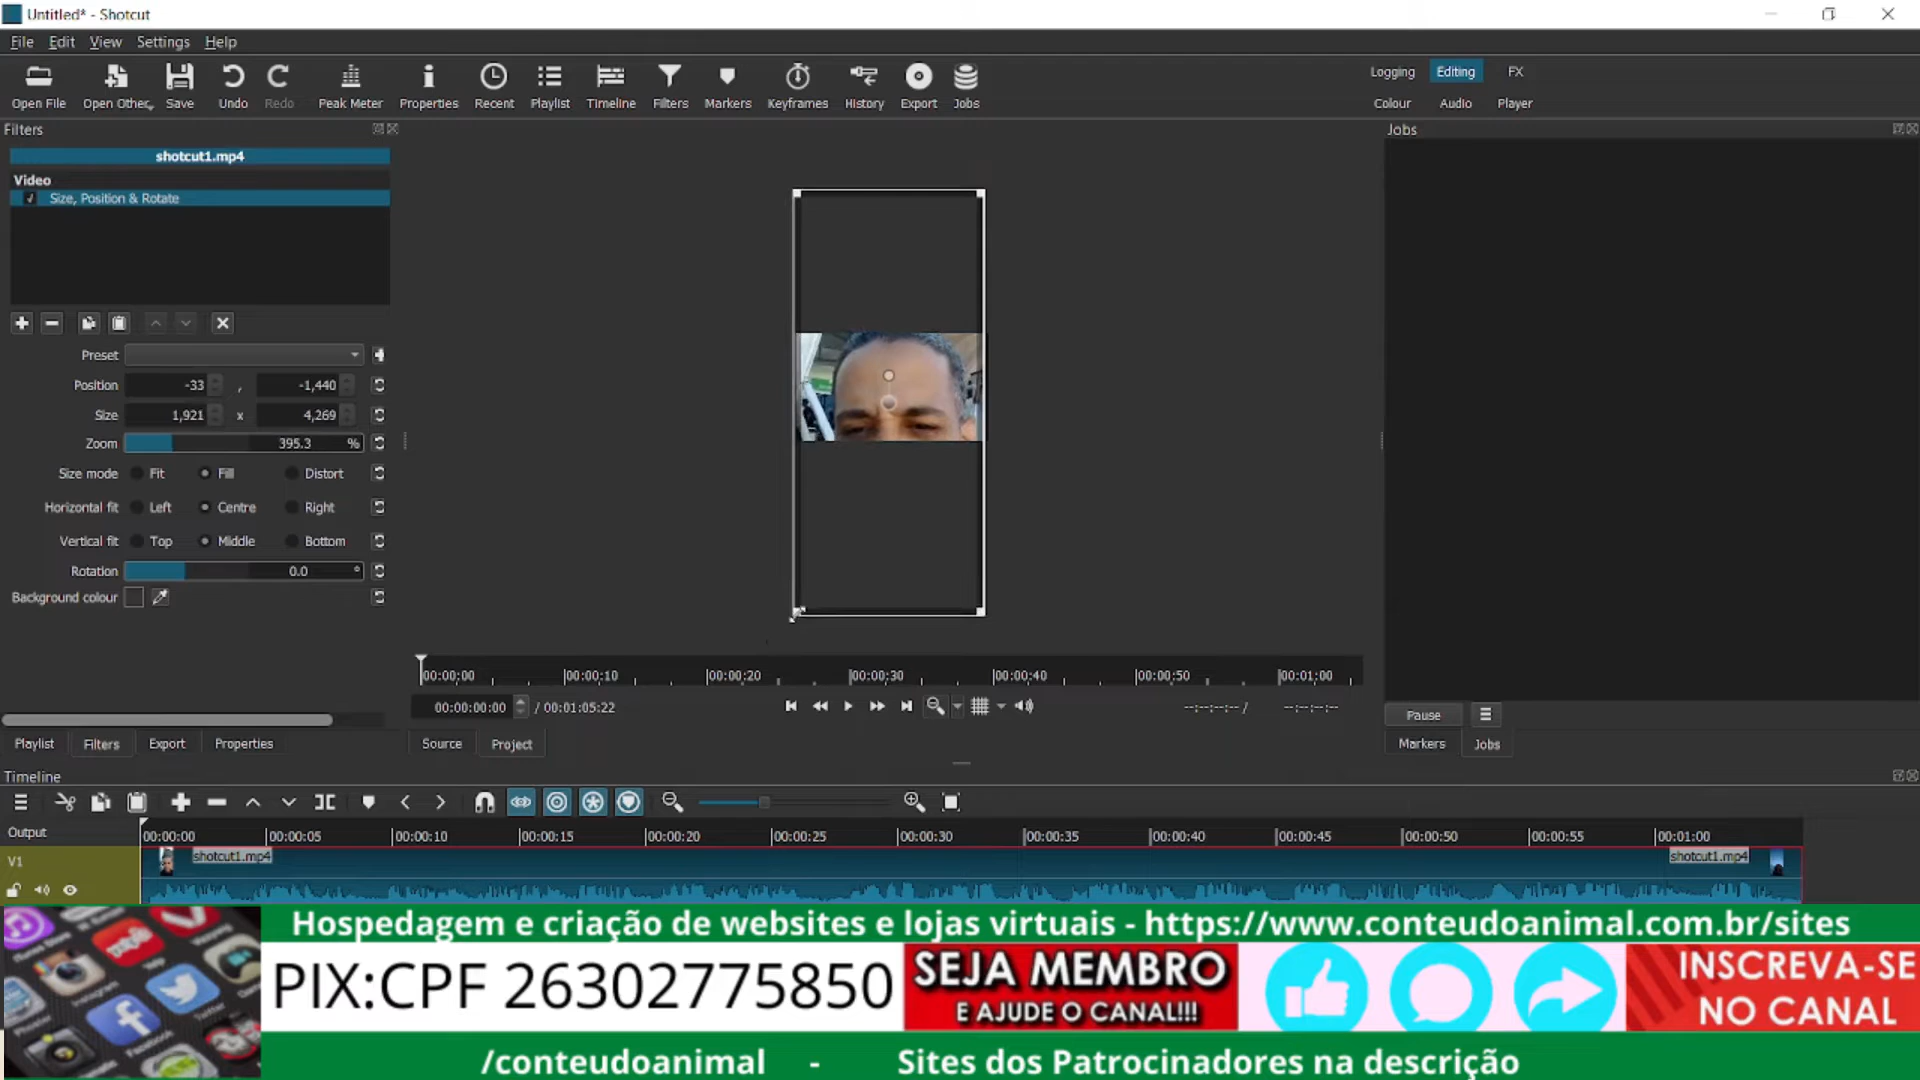 Untitled* - Shotcut
File Edit View Settings Help
Open File Open Other.. Save Undo Redo Peak Meter Properties Recent Playlist Timeline Filters Markers Keyframes History Export Jobs
Logging Editing FX
Colour Audio Player
Filters
Jobs
shotcut1.mp4
Video
Size, Position & Rotate
Preset
Position -33 , -1,440
Size 1,921 x 4,269
Zoom 395.3 %
Size mode Fit Fill Distort
Horizontal fit Left Centre Right
Vertical fit Top Middle Bottom
Rotation 0.0 °
Background colour
00:00:00 00:00:10 00:00:20 00:00:30 00:00:40 00:00:50 00:01:00
00:00:00:00 / 00:01:05:22 --:--:--:-- / --:--:--:--
Pause
Playlist Filters Export Properties Source Project Markers Jobs
Timeline
Output
00:00:00 00:00:05 00:00:10 00:00:15 00:00:20 00:00:25 00:00:30 00:00:35 00:00:40 00:00:45 00:00:50 00:00:55 00:01:00
V1
shotcut1.mp4 shotcut1.mp4
Hospedagem e criação de websites e lojas virtuais - https://www.conteudoanimal.com.br/sites
PIX:CPF 26302775850
SEJA MEMBRO
E AJUDE O CANAL!!!
INSCREVA-SE
NO CANAL
/conteudoanimal - Sites dos Patrocinadores na descrição